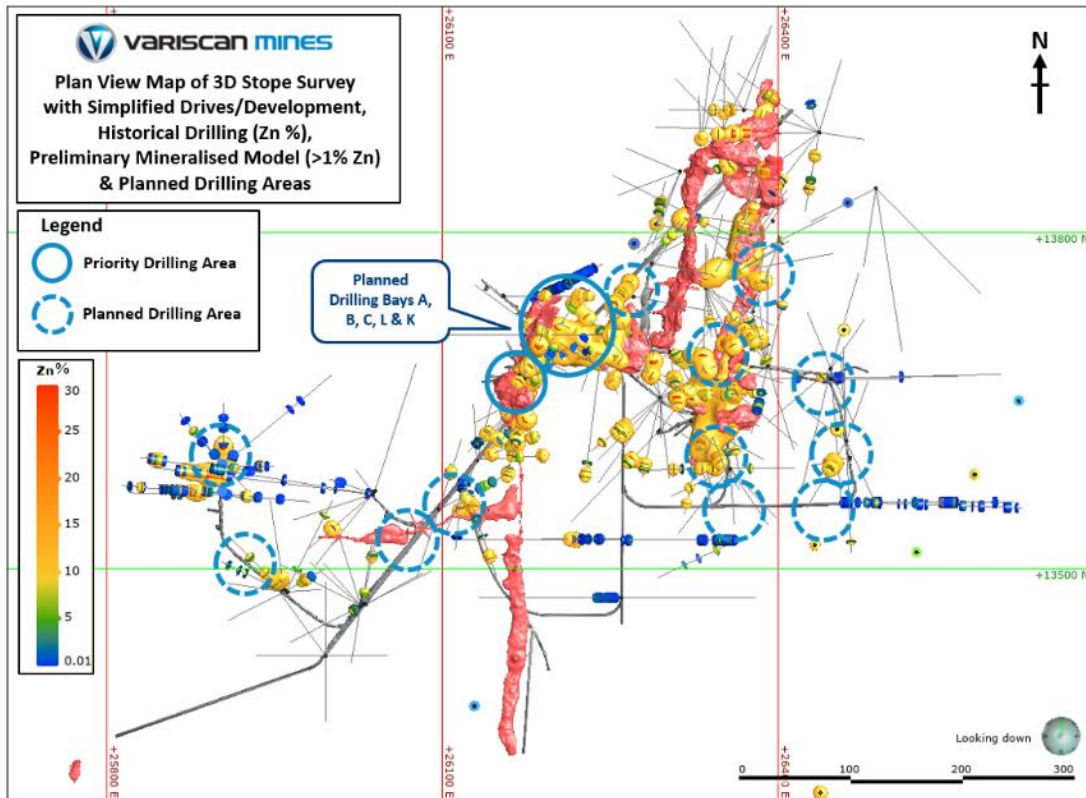 VARISCAN MINES
Plan View Map of 3D Stope Survey
with Simplified Drives/Development,
Historical Drilling (Zn %),
Preliminary Mineralised Model (>1% Zn)
& Planned Drilling Areas
Legend
Priority Drilling Area
Planned Drilling Area
Zn%
30
25
20
15
10
5
0.01
Planned
Drilling Bays A,
B, C, L & K
+26100 E
+26400 E
N
+13800 N
+13500 N
+25800 E
+26100 E
+26400 E
Looking down
0
100
200
300